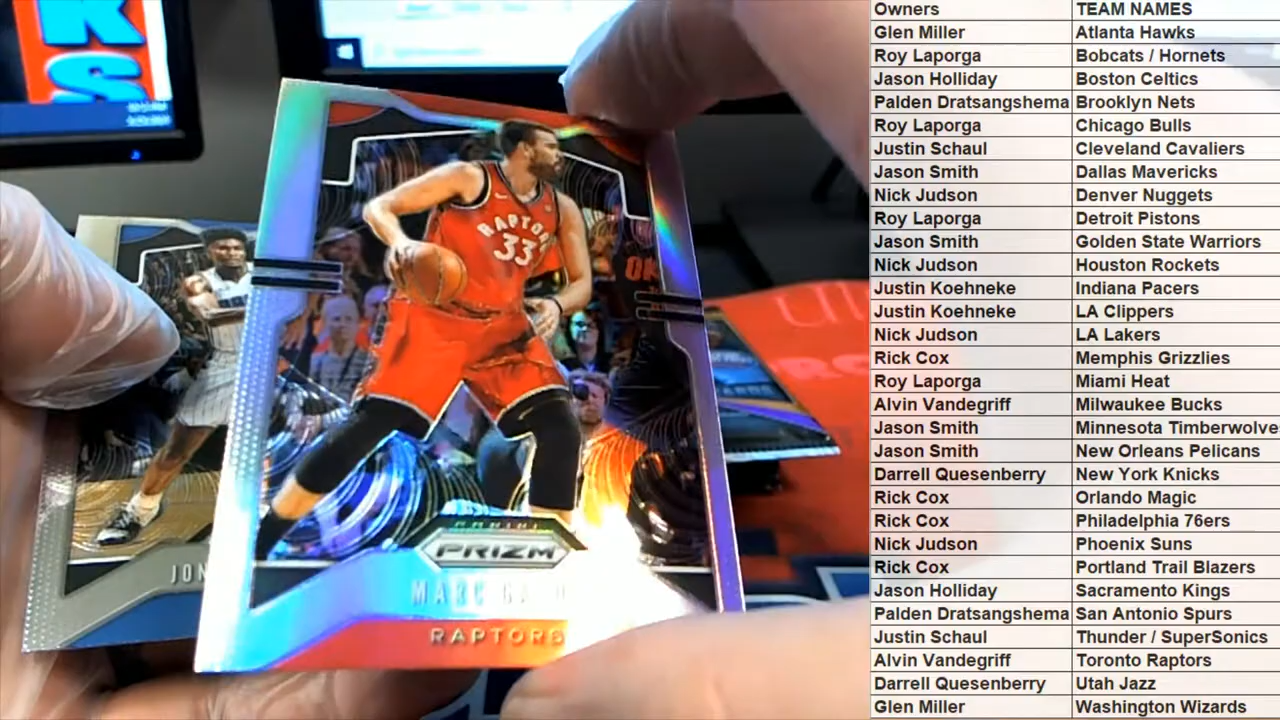 K
S
RAPTO
33
JON
PANINI
PRIZM
MARC GA
RAPTORS
Owners TEAM NAMES
Glen Miller Atlanta Hawks
Roy Laporga Bobcats / Hornets
Jason Holliday Boston Celtics
Palden Dratsangshema Brooklyn Nets
Roy Laporga Chicago Bulls
Justin Schaul Cleveland Cavaliers
Jason Smith Dallas Mavericks
Nick Judson Denver Nuggets
Roy Laporga Detroit Pistons
Jason Smith Golden State Warriors
Nick Judson Houston Rockets
Justin Koehneke Indiana Pacers
Justin Koehneke LA Clippers
Nick Judson LA Lakers
Rick Cox Memphis Grizzlies
Roy Laporga Miami Heat
Alvin Vandegriff Milwaukee Bucks
Jason Smith Minnesota Timberwolve
Jason Smith New Orleans Pelicans
Darrell Quesenberry New York Knicks
Rick Cox Orlando Magic
Rick Cox Philadelphia 76ers
Nick Judson Phoenix Suns
Rick Cox Portland Trail Blazers
Jason Holliday Sacramento Kings
Palden Dratsangshema San Antonio Spurs
Justin Schaul Thunder / SuperSonics
Alvin Vandegriff Toronto Raptors
Darrell Quesenberry Utah Jazz
Glen Miller Washington Wizards